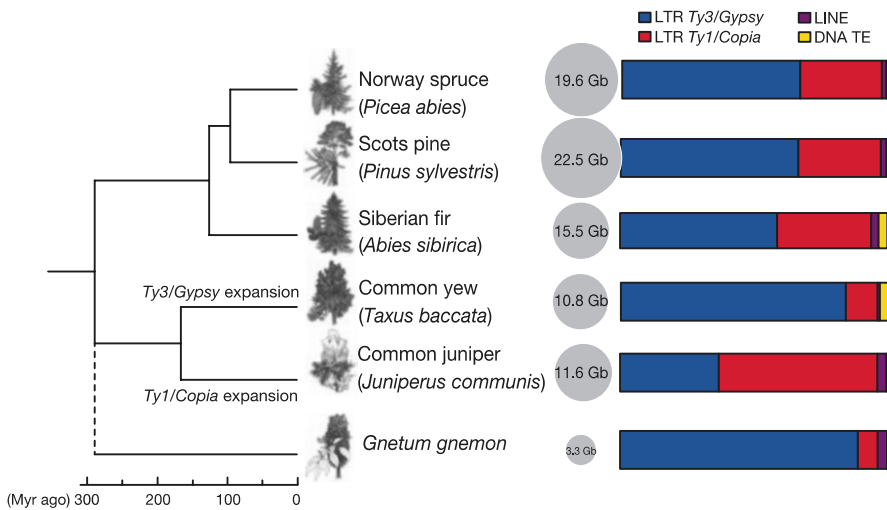 LTR Ty3/Gypsy
LINE
LTR Ty1/Copia
DNA TE
Norway spruce
(Picea abies)
19.6 Gb
Scots pine
(Pinus sylvestris)
22.5 Gb
Siberian fir
(Abies sibirica)
15.5 Gb
Ty3/Gypsy expansion
Common yew
(Taxus baccata)
10.8 Gb
Common juniper
(Juniperus communis)
11.6 Gb
Ty1/Copia expansion
Gnetum gnemon
3.3 Gb
(Myr ago) 300 200 100 0